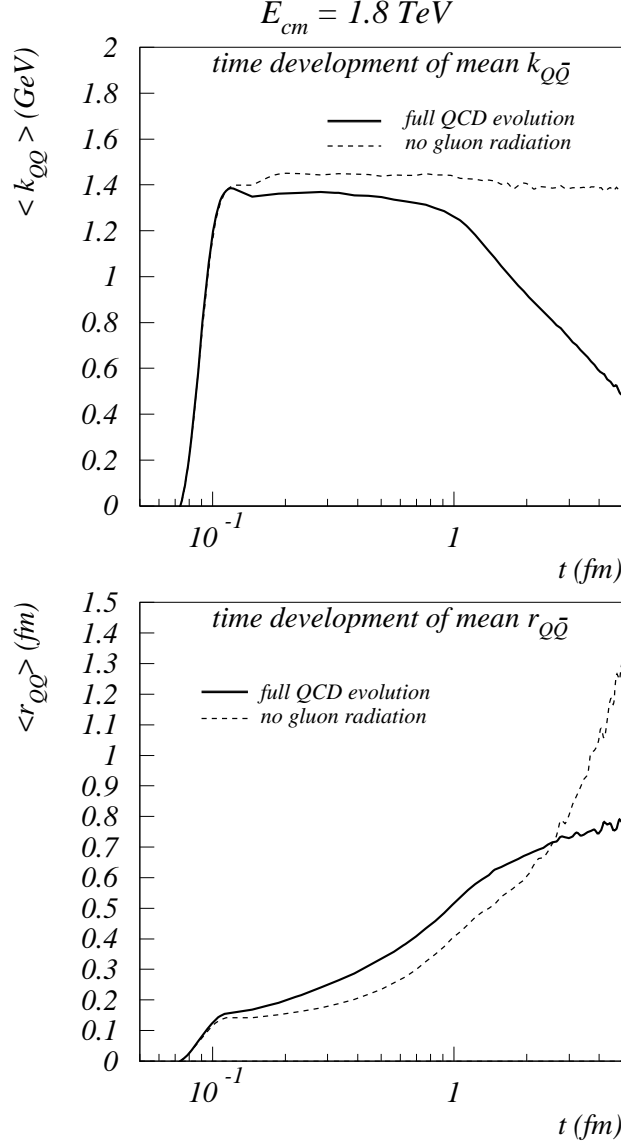 E_cm = 1.8 TeV
< k_QQ̄ > (GeV)
time development of mean k_QQ̄
full QCD evolution
no gluon radiation
2
1.8
1.6
1.4
1.2
1
0.8
0.6
0.4
0.2
0
10^-1
1
t (fm)
<r_QQ̄> (fm)
time development of mean r_QQ̄
full QCD evolution
no gluon radiation
1.5
1.4
1.3
1.2
1.1
1
0.9
0.8
0.7
0.6
0.5
0.4
0.3
0.2
0.1
0
10^-1
1
t (fm)